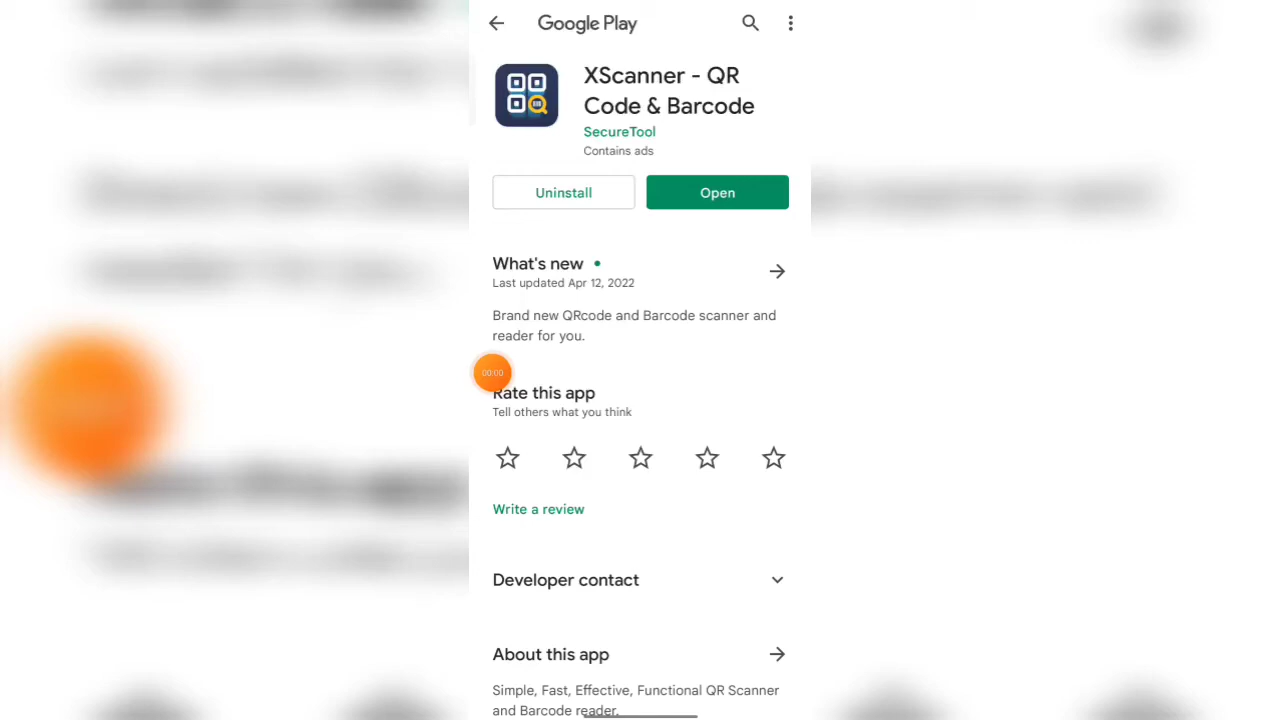 Google Play
XScanner - QR
Code & Barcode
SecureTool
Contains ads
Uninstall
Open
What's new
Last updated Apr 12, 2022
Brand new QRcode and Barcode scanner and
reader for you.
00:00
Rate this app
Tell others what you think
Write a review
Developer contact
About this app
Simple, Fast, Effective, Functional QR Scanner
and Barcode reader.